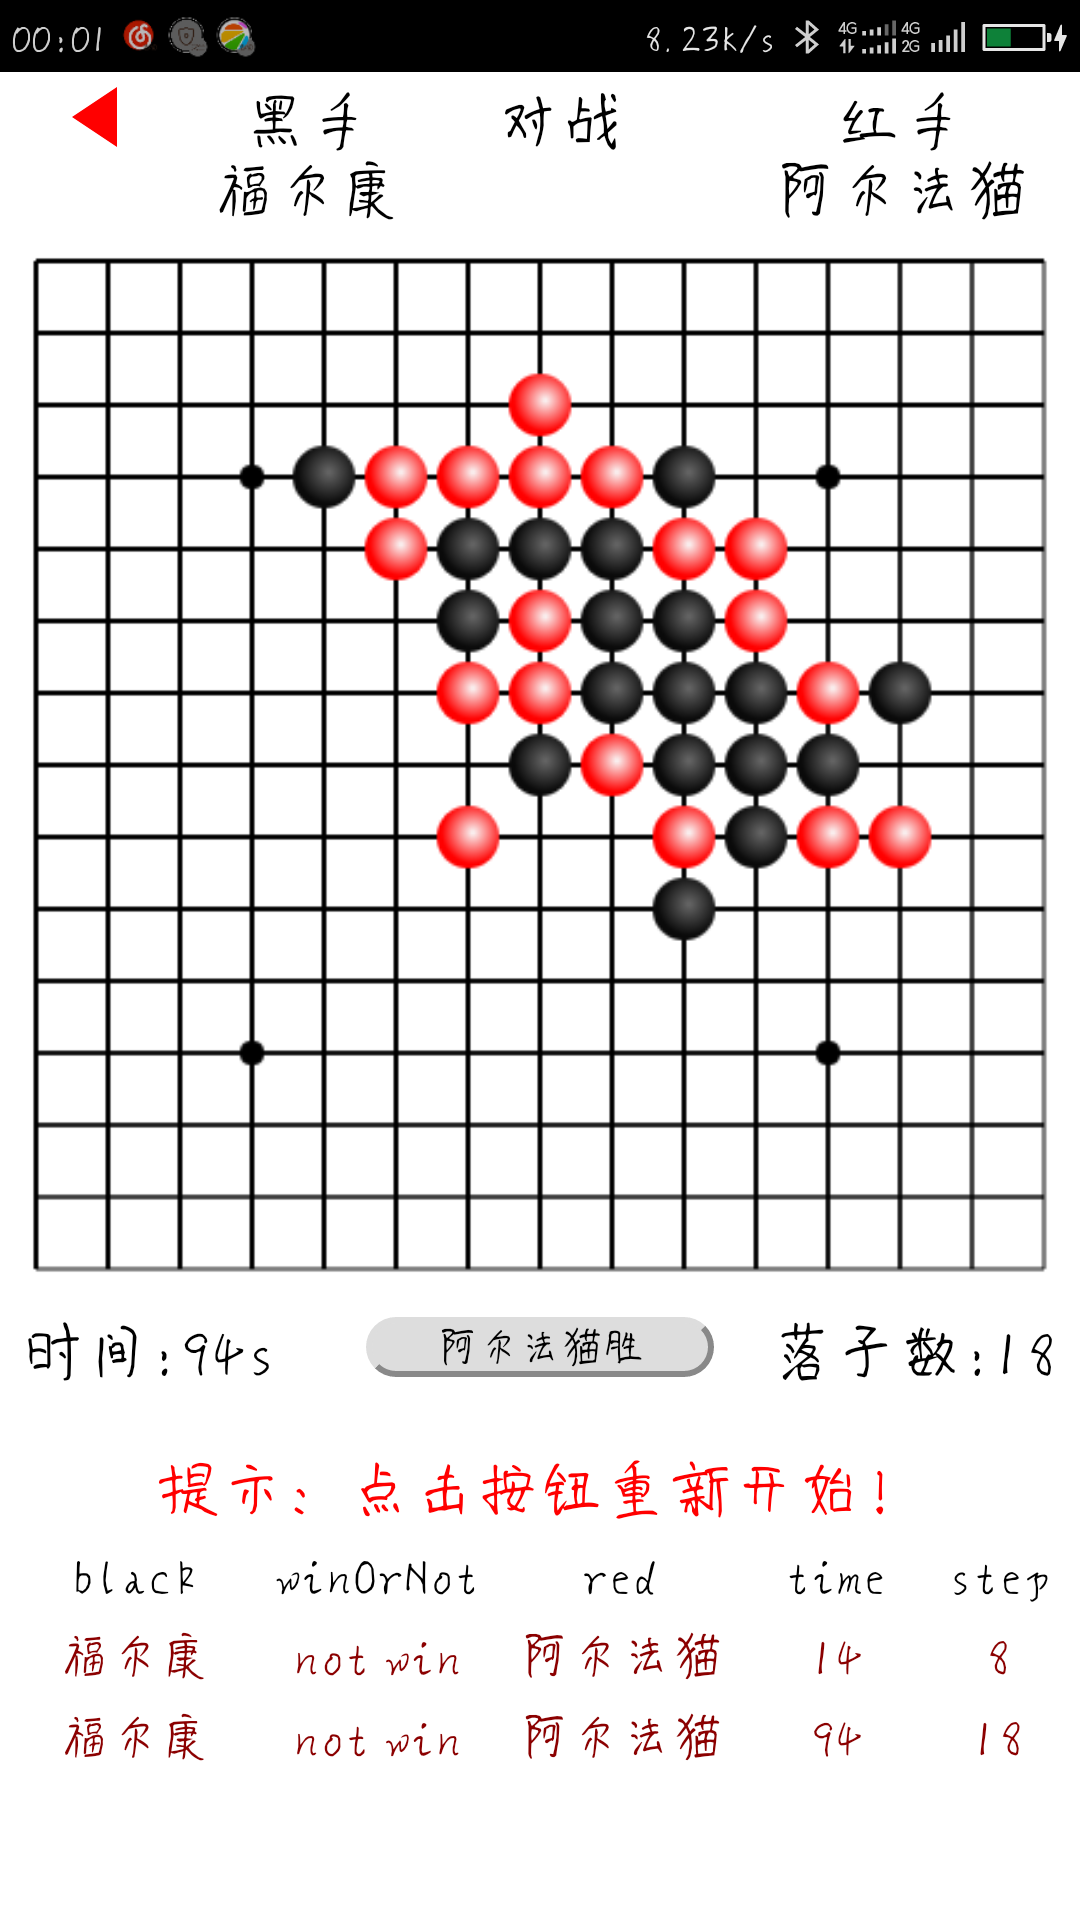 00:01 8.23k/s 4G 4G 2G
黑手 对战 红手
福尔康 阿尔法猫
时间:94s 阿尔法猫胜 落子数:18
提示: 点击按钮重新开始!
black winOrNot red time step
福尔康 not win 阿尔法猫 14 8
福尔康 not win 阿尔法猫 94 18